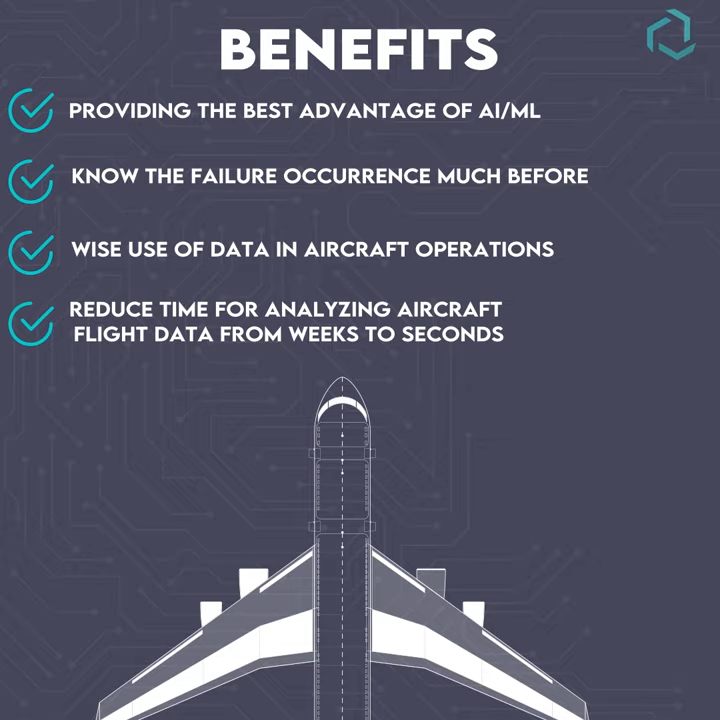 BENEFITS
PROVIDING THE BEST ADVANTAGE OF AI/ML
KNOW THE FAILURE OCCURRENCE MUCH BEFORE
WISE USE OF DATA IN AIRCRAFT OPERATIONS
REDUCE TIME FOR ANALYZING AIRCRAFT
FLIGHT DATA FROM WEEKS TO SECONDS